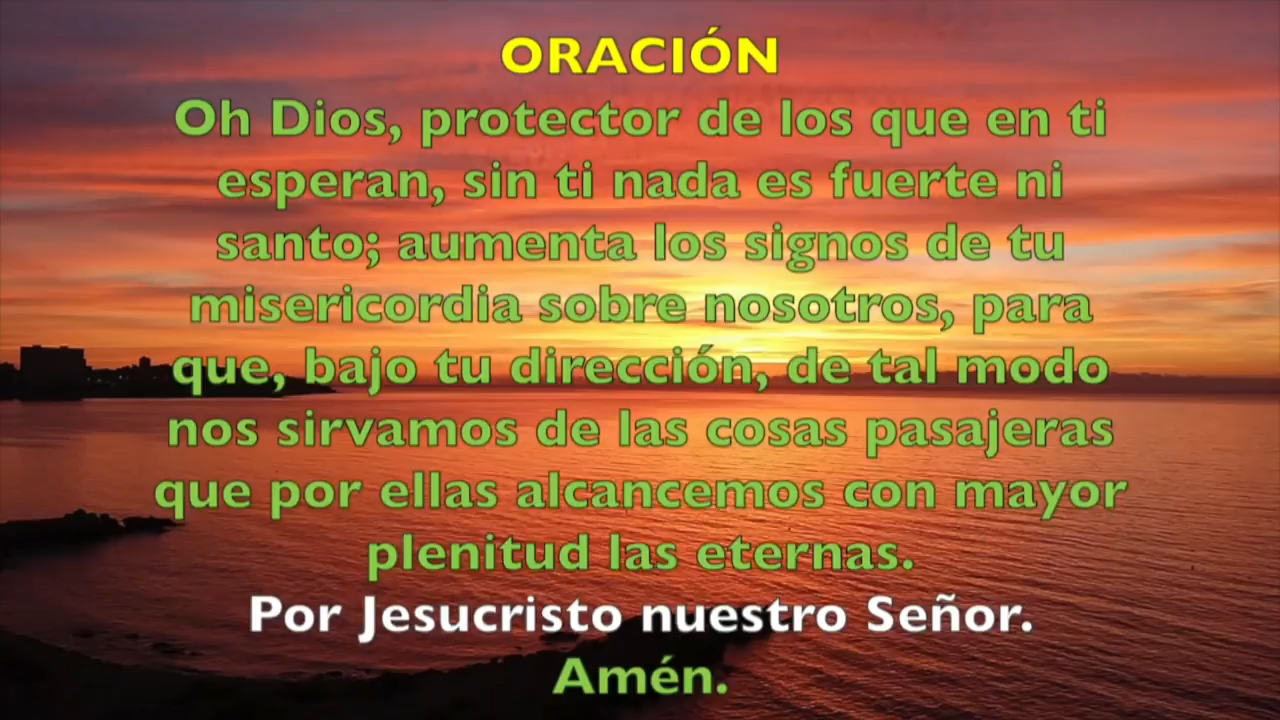 ORACIÓN
Oh Dios, protector de los que en ti
esperan, sin ti nada es fuerte ni
santo; aumenta los signos de tu
misericordia sobre nosotros, para
que, bajo tu dirección, de tal modo
nos sirvamos de las cosas pasajeras
que por ellas alcancemos con mayor
plenitud las eternas.
Por Jesucristo nuestro Señor.
Amén.